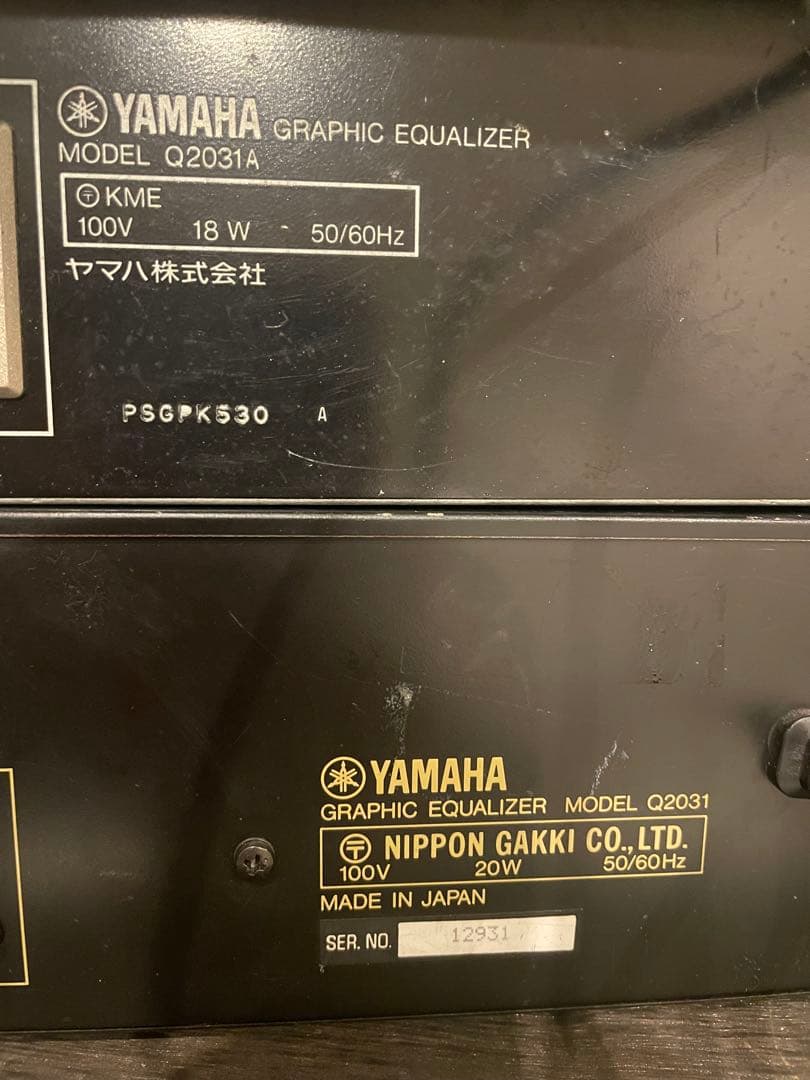 YAMAHA GRAPHIC EQUALIZER
MODEL Q2031A
〒 KME
100V 18 W ~ 50/60Hz
ヤマハ株式会社
PSGPK530 A
YAMAHA
GRAPHIC EQUALIZER MODEL Q2031
〒 NIPPON GAKKI CO., LTD.
100V 20W 50/60Hz
MADE IN JAPAN
SER. NO. 12931